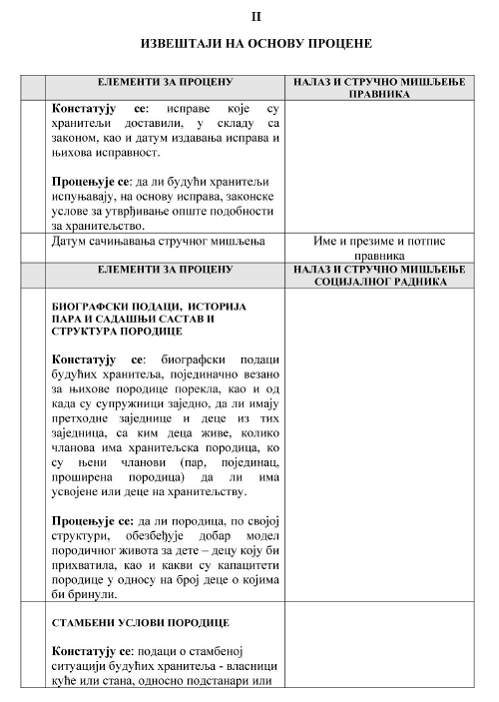 II
ИЗВЕШТАЈИ НА ОСНОВУ ПРОЦЕНЕ
ЕЛЕМЕНТИ ЗА ПРОЦЕНУ
НАЛАЗ И СТРУЧНО МИШЉЕЊЕ
ПРАВНИКА
Констатују се: исправе које су
хранитељи доставили, у складу са
законом, као и датум издавања исправа и
њихова исправност.
Процењује се: да ли будући хранитељи
испуњавају, на основу исправа, законске
услове за утврђивање опште подобности
за хранитељство.
Датум сачињавања стручног мишљења
Име и презиме и потпис
правника
ЕЛЕМЕНТИ ЗА ПРОЦЕНУ
НАЛАЗ И СТРУЧНО МИШЉЕЊЕ
СОЦИЈАЛНОГ РАДНИКА
БИОГРАФСКИ ПОДАЦИ, ИСТОРИЈА
ПАРА И САДАШЊИ САСТАВ И
СТРУКТУРА ПОРОДИЦЕ
Констатују се: биографски подаци
будућих хранитеља, појединачно везано
за њихове породице порекла, као и од
када су супружници заједно, да ли имају
претходне заједнице и деце из тих
заједница, са ким деца живе, колико
чланова има хранитељска породица, ко
су њени чланови (пар, појединац,
проширена породица) да ли има
усвојене или деце на хранитељству.
Процењује се: да ли породица, по својој
структури, обезбеђује добар модел
породичног живота за дете – децу коју би
прихватила, као и какви су капацитети
породице у односу на број деце о којима
би бринули.
СТАМБЕНИ УСЛОВИ ПОРОДИЦЕ
Констатују се: подаци о стамбеној
ситуацији будућих хранитеља - власници
куће или стана, односно подстанари или